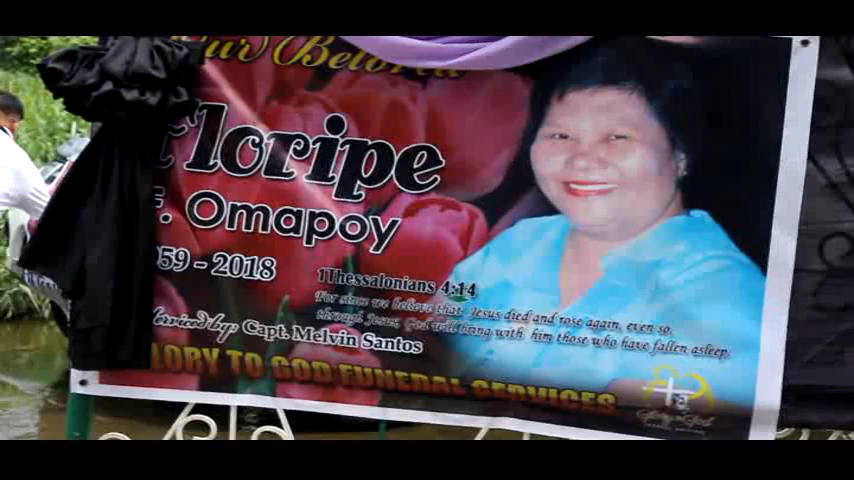 Our Beloved
Floripe
E. Omapoy
59 - 2018
1Thessalonians 4:14
For since we believe that Jesus died and rose again, even so,
through Jesus, God will bring with him those who have fallen asleep.
Serviced by: Capt. Melvin Santos
LORY TO GOD FUNERAL SERVICES